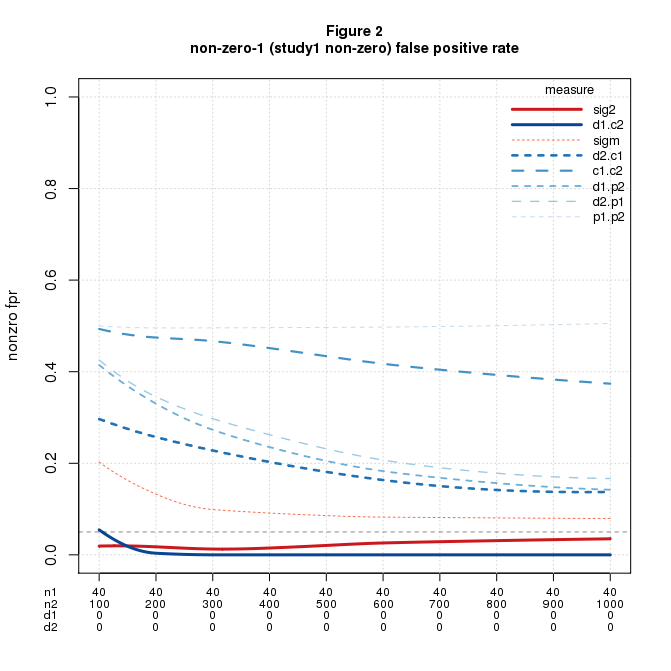 Figure 2
non-zero-1 (study1 non-zero) false positive rate
measure
sig2
d1.c2
sigm
d2.c1
c1.c2
d1.p2
d2.p1
p1.p2
nonzro fpr
1.0
0.8
0.6
0.4
0.2
0.0
n1 40 40 40 40 40 40 40 40 40 40
n2 100 200 300 400 500 600 700 800 900 1000
d1 0 0 0 0 0 0 0 0 0 0
d2 0 0 0 0 0 0 0 0 0 0